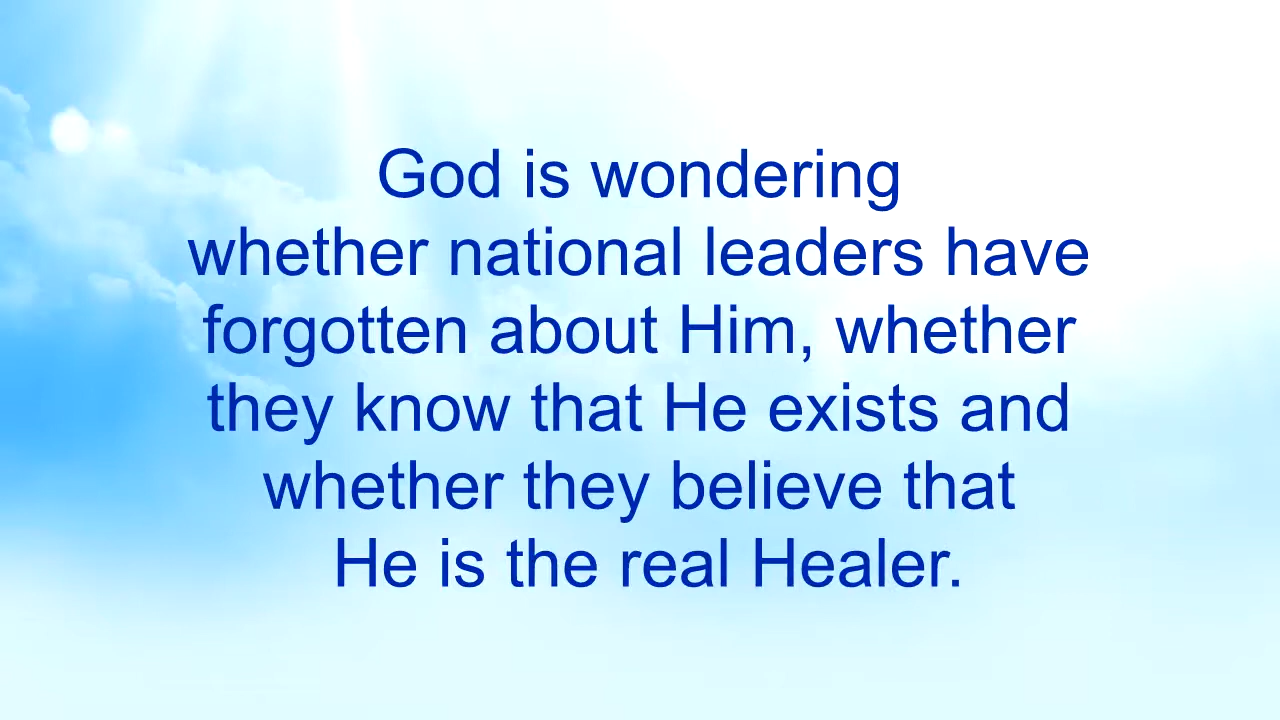 God is wondering
whether national leaders have
forgotten about Him, whether
they know that He exists and
whether they believe that
He is the real Healer.